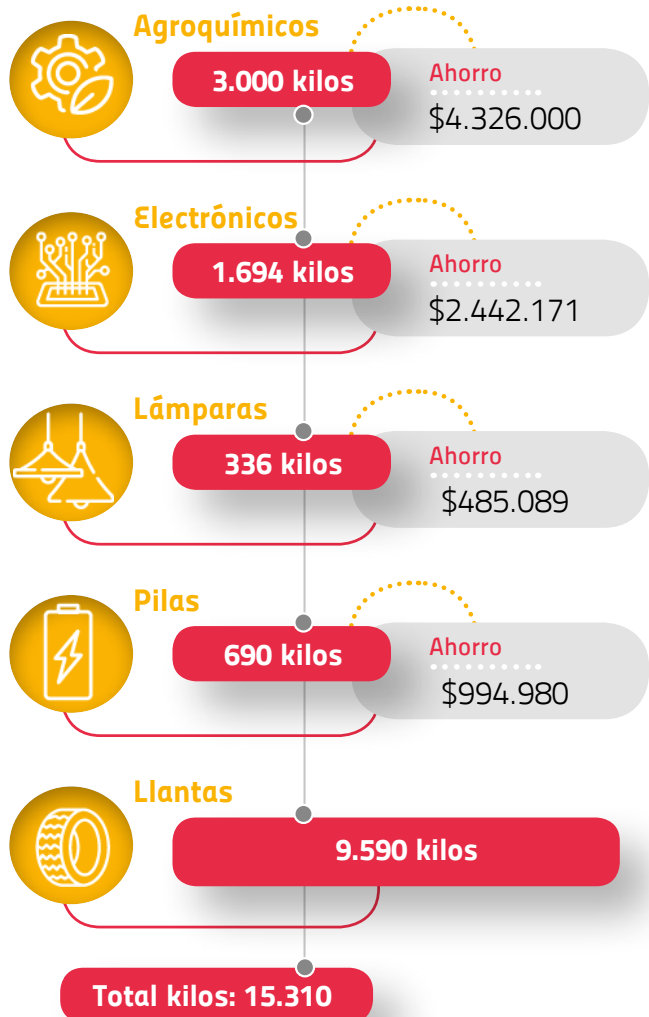 Agroquímicos
3.000 kilos
Ahorro
$4.326.000
Electrónicos
1.694 kilos
Ahorro
$2.442.171
Lámparas
336 kilos
Ahorro
$485.089
Pilas
690 kilos
Ahorro
$994.980
Llantas
9.590 kilos
Total kilos: 15.310